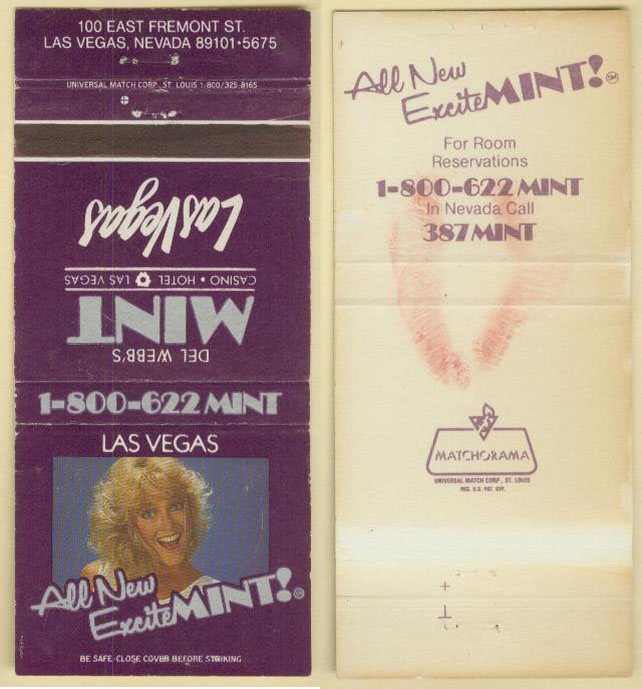 100 EAST FREMONT ST.
LAS VEGAS, NEVADA 89101-5675
UNIVERSAL MATCH CORP., ST. LOUIS 1-800/325-8165
Las Vegas
CASINO • HOTEL LAS VEGAS
MINT
DEL WEBB'S
1-800-622 MINT
LAS VEGAS
All New
ExciteMINT! SM
BE SAFE-CLOSE COVER BEFORE STRIKING
All New
ExciteMINT! SM
For Room
Reservations
1-800-622 MINT
In Nevada Call
387 MINT
MATCHORAMA
UNIVERSAL MATCH CORP., ST. LOUIS
REG. U.S. PAT. OFF.